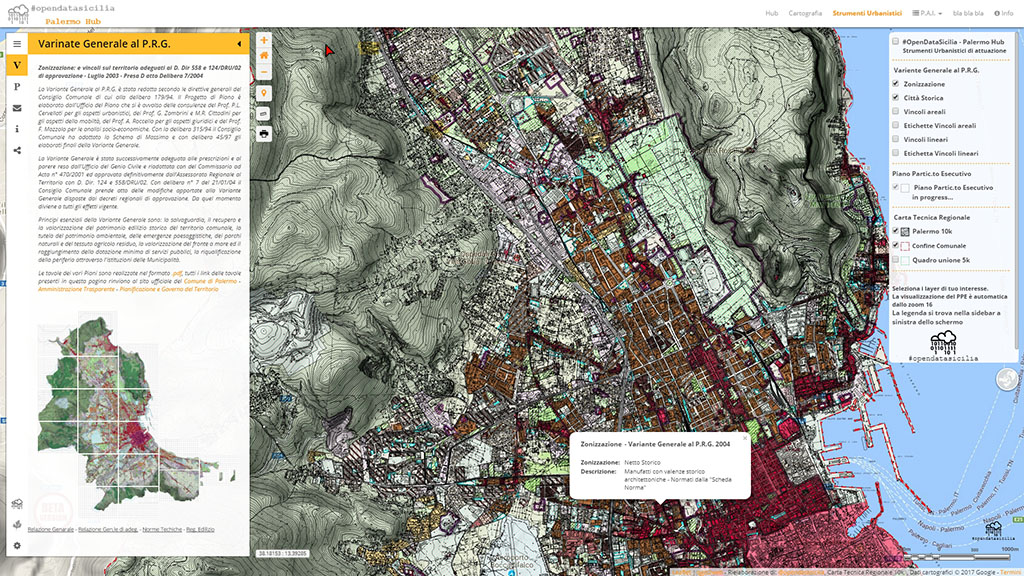 #opendatasicilia
Palermo Hub
Hub
Cartografia
Strumenti Urbanistici
P.A.I.
bla bla bla
Info
Varinate Generale al P.R.G.
Zonizzazione: e vincoli sul territorio adeguati al D. Dir 558 e 124/DRU/02
di approvazione - Luglio 2003 - Presa D atto Delibera 7/2004
La Variante Generale al P.R.G. è stata redatta secondo le direttive generali del
Consiglio Comunale di cui alla delibera 179/94. Il Progetto di Piano è
elaborato dall'Ufficio del Piano che si è avvalso delle consulenze del Prof. P.L.
Cervellati per gli aspetti urbanistici, dei Prof. G. Zambrini e M.R. Cittadini per
gli aspetti della mobilità, del Prof. A. Roccella per gli aspetti giuridici e del Prof.
F. Mazzola per le analisi socio-economiche. Con la delibera 315/94 il Consiglio
Comunale ha adottato lo Schema di Massima e con delibera 45/97 gli
elaborati finali della Variante Generale.
La Variante Generale è stata successivamente adeguata alle prescrizioni e al
parere reso dall'Ufficio del Genio Civile e riadottata con del Commissario ad
Acta n° 470/2001 ed approvata definitivamente dall'Assessorato Regionale al
Territorio con D. Dir. 124 e 558/DRU/02. Con delibera n° 7 del 21/01/04 il
Consiglio Comunale prende atto delle modifiche apportate alla Variante
Generale disposte dai decreti regionali di approvazione. Da quel momento
diviene a tutti gli effetti vigente.
Principi esenziali della Variante Generale sono: la salvaguardia, il recupero e
la valorizzazione del patrimonio edilizio storico del territorio comunale, la
tutela del patrimonio ambientale, delle emergenze paesaggistiche, dei parchi
naturali e del tessuto agricolo residuo, la valorizzazione del fronte a mare ed il
raggiungimento della dotazione minima di servizi pubblici, la riqualificazione
della periferia attraverso l'istituzioni delle Municipalità.
Le tavole dei vari Piani sono realizzate nel formato .pdf, tutti i link delle tavole
presenti in questa pagina rinviano al sito ufficiale del Comune di Palermo -
Amministrazione Trasparente - Pianificazione e Governo del Territorio
Relazione Generale - Relazione Gen.le di adeg. - Norme Techiche - Reg. Edilizio
38.18153 : 13.39285
#OpenDataSicilia - Palermo Hub
Strumenti Urbanistici di attuazione
Variante Generale al P.R.G.
Zonizzazione
Città Storica
Vincoli areali
Etichette Vincoli areali
Vincoli lineari
Etichetta Vincoli lineari
Piano Partic.to Esecutivo
Piano Partic.to Esecutivo
in progress...
Carta Tecnica Regionale
Palermo 10k
Confine Comunale
Quadro unione 5k
Seleziona i layer di tuo interesse.
La visualizzazione del PPE è automatica
dallo zoom 16
La legenda si trova nella sidebar a
sinistra dello schermo
#opendatasicilia
Zonizzazione - Variante Generale al P.R.G. 2004
Zonizzazione: Netto Storico
Descrizione: Manufatti con valenze storico
architettoniche - Normati dalla "Scheda
Norma"
Napoli - Palermo
#opendatasicilia
1000m
Rielaborazione di
Carta Tecnica Regionale 10K, Dati cartografici © 2017 Google - Termini